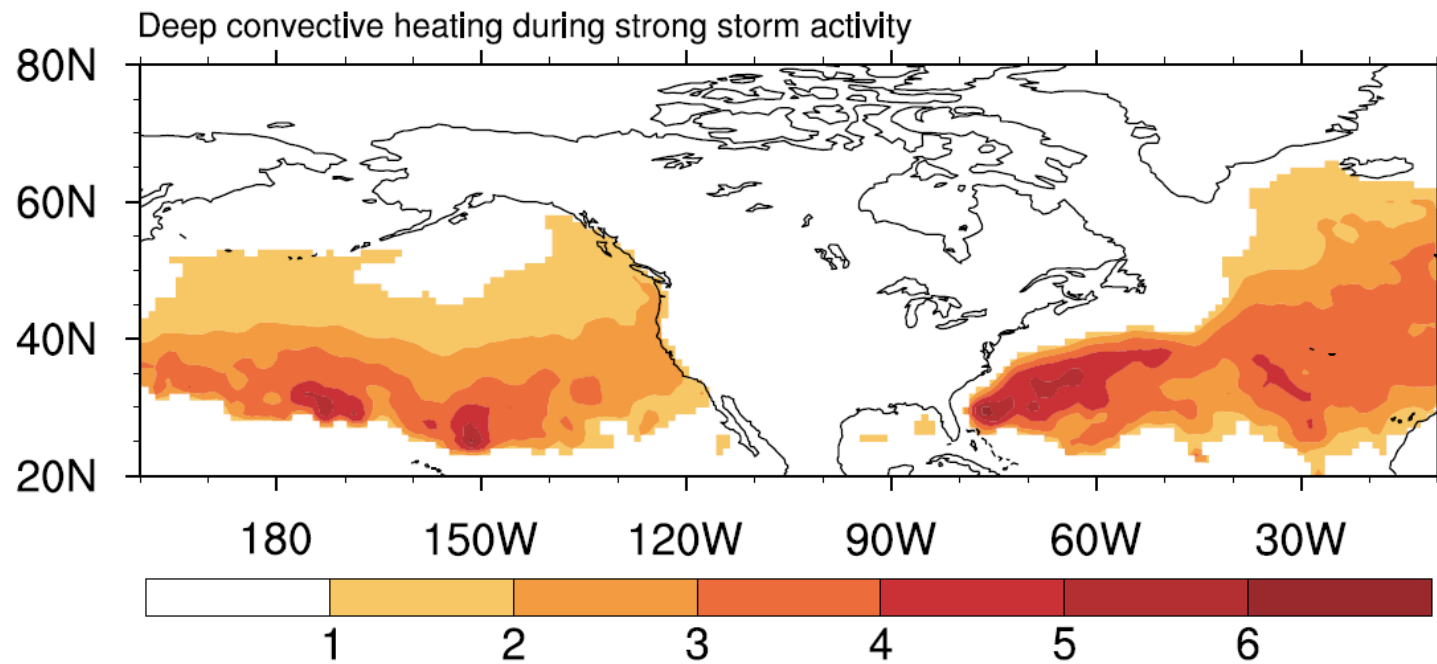 Deep convective heating during strong storm activity
80N
60N
40N
20N
180 150W 120W 90W 60W 30W
1 2 3 4 5 6